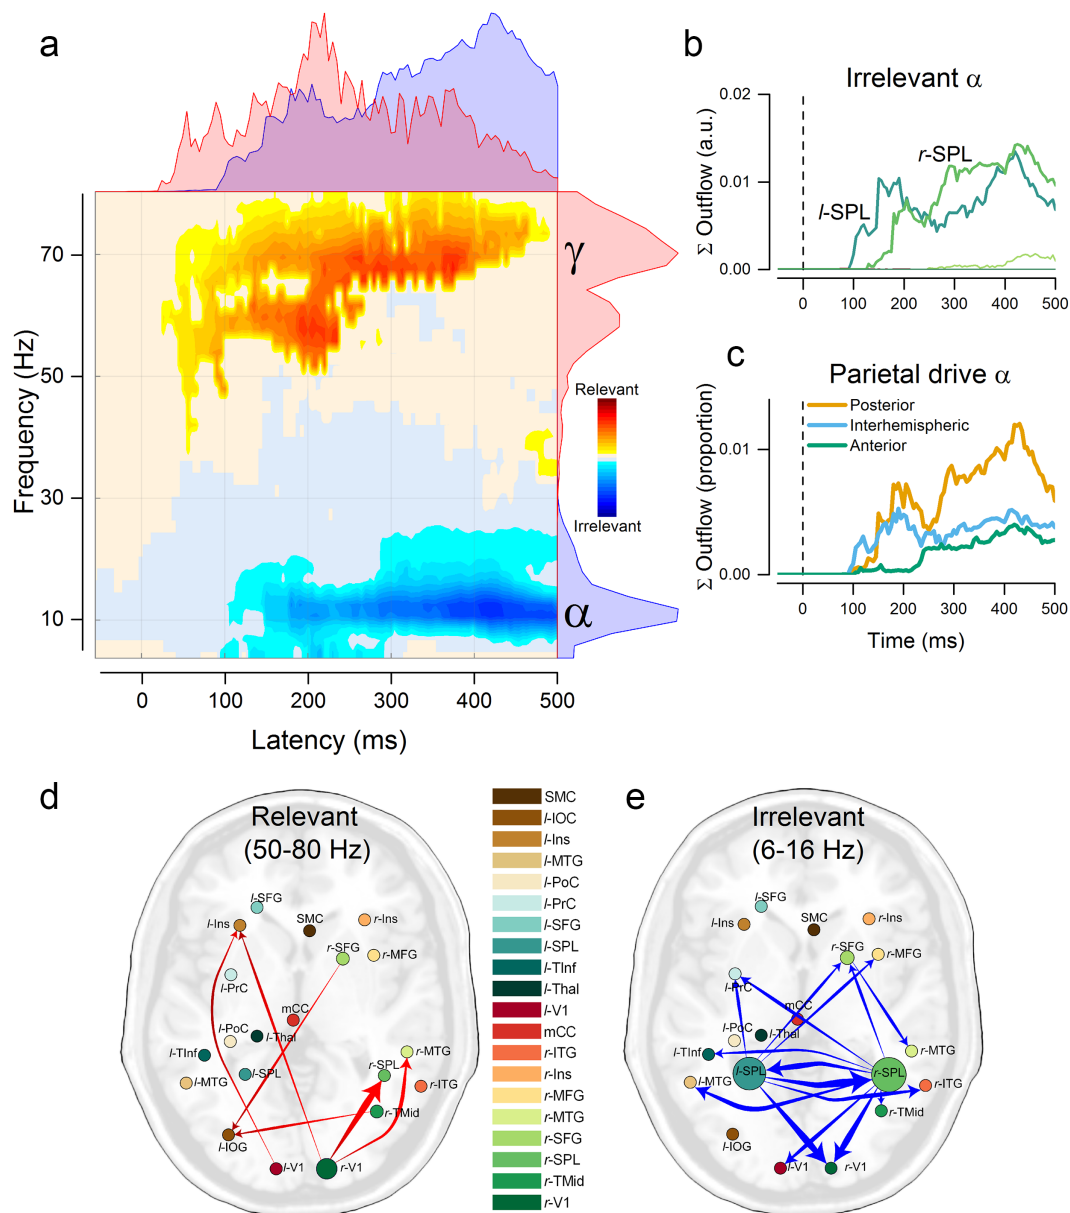 a
Frequency (Hz)
70
50
30
10
γ
α
Relevant
Irrelevant
0
100
200
300
400
500
Latency (ms)
b
Irrelevant α
Σ Outflow (a.u.)
0.02
0.01
0.00
l-SPL
r-SPL
0
100
200
300
400
500
c
Parietal drive α
Σ Outflow (proportion)
0.01
0.00
Posterior
Interhemispheric
Anterior
0
100
200
300
400
500
Time (ms)
d
Relevant
(50-80 Hz)
l-SFG
l-Ins
SMC
r-Ins
r-SFG
r-MFG
l-PrC
mCC
l-PoC
l-Thal
l-TInf
r-MTG
l-SPL
r-SPL
l-MTG
r-ITG
r-TMid
l-IOG
l-V1
r-V1
SMC
l-IOC
l-Ins
l-MTG
l-PoC
l-PrC
l-SFG
l-SPL
l-TInf
l-Thal
l-V1
mCC
r-ITG
r-Ins
r-MFG
r-MTG
r-SFG
r-SPL
r-TMid
r-V1
e
Irrelevant
(6-16 Hz)
l-SFG
l-Ins
SMC
r-Ins
r-SFG
r-MFG
l-PrC
mCC
l-PoC
l-Thal
l-TInf
r-MTG
l-SPL
r-SPL
l-MTG
r-ITG
r-TMid
l-IOG
l-V1
r-V1